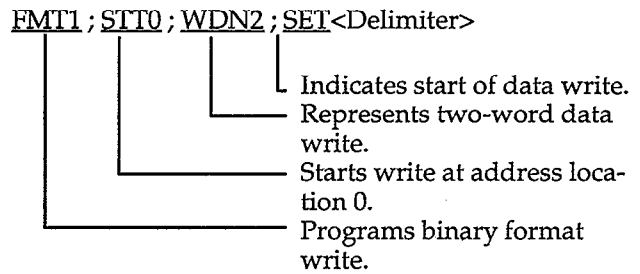 FMT1 ; STT0 ; WDN2 ; SET<Delimiter>
Indicates start of data write.
Represents two-word data
write.
Starts write at address loca-
tion 0.
Programs binary format
write.